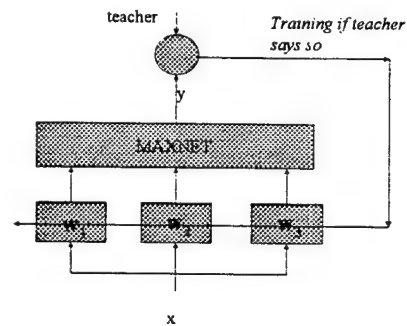 teacher
Training if teacher
says so
y
MAXNET
W1
W2
W3
x